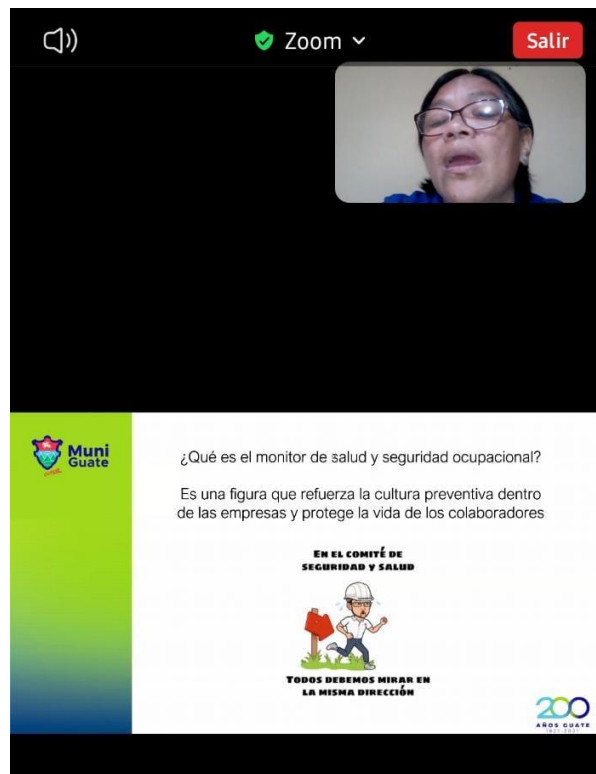 Zoom
Salir
Muni
Guate
¿Qué es el monitor de salud y seguridad ocupacional?
Es una figura que refuerza la cultura preventiva dentro
de las empresas y protege la vida de los colaboradores
EN EL COMITÉ DE
SEGURIDAD Y SALUD
TODOS DEBEMOS MIRAR EN
LA MISMA DIRECCIÓN
200
AÑOS GUATE